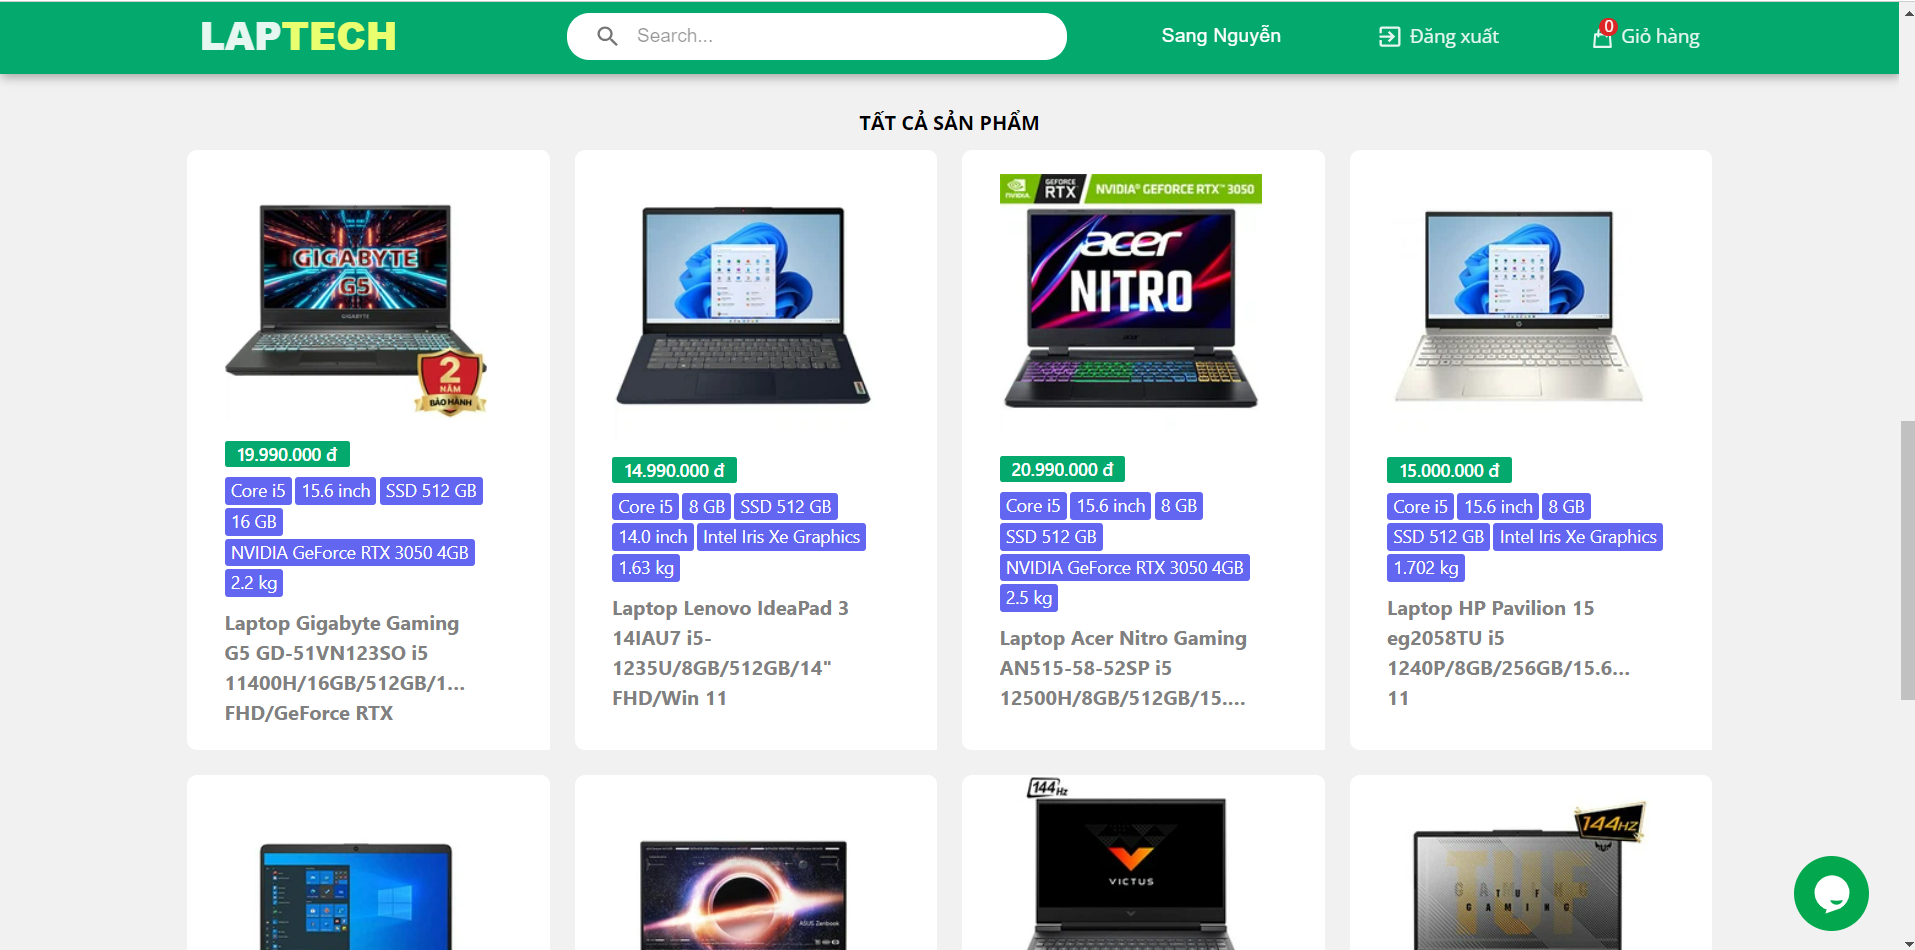 LAPTECH
Search...
Sang Nguyễn
Đăng xuất
0
Giỏ hàng
TẤT CẢ SẢN PHẨM
GIGABYTE
G5
GIGABYTE
2
NĂM
BẢO HÀNH
19.990.000 đ
Core i5 15.6 inch SSD 512 GB
16 GB
NVIDIA GeForce RTX 3050 4GB
2.2 kg
Laptop Gigabyte Gaming
G5 GD-51VN123SO i5
11400H/16GB/512GB/1...
FHD/GeForce RTX
14.990.000 đ
Core i5 8 GB SSD 512 GB
14.0 inch Intel Iris Xe Graphics
1.63 kg
Laptop Lenovo IdeaPad 3
14IAU7 i5-
1235U/8GB/512GB/14"
FHD/Win 11
NVIDIA
GEFORCE
RTX
NVIDIA® GEFORCE RTX™ 3050
acer
NITRO
20.990.000 đ
Core i5 15.6 inch 8 GB
SSD 512 GB
NVIDIA GeForce RTX 3050 4GB
2.5 kg
Laptop Acer Nitro Gaming
AN515-58-52SP i5
12500H/8GB/512GB/15....
15.000.000 đ
Core i5 15.6 inch 8 GB
SSD 512 GB Intel Iris Xe Graphics
1.702 kg
Laptop HP Pavilion 15
eg2058TU i5
1240P/8GB/256GB/15.6...
11
ASUS Zenbook
144Hz
VICTUS
144HZ
TUF
TUF
GAMING
GAMING